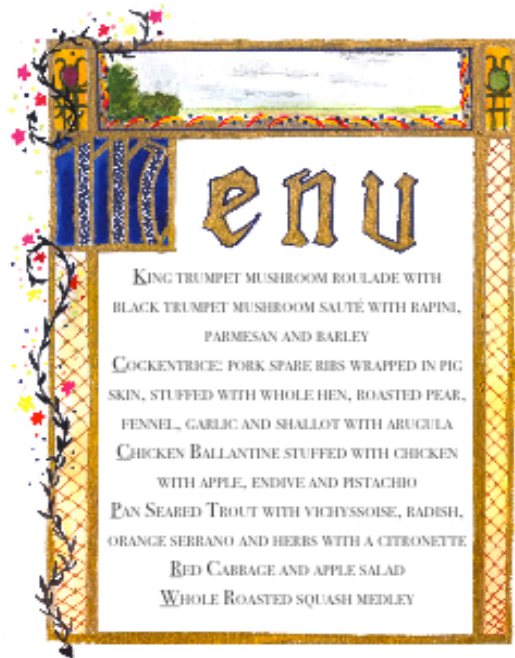 Menu
King trumpet mushroom roulade with
black trumpet mushroom sauté with rapini,
parmesan and barley
Cockentrice: pork spare ribs wrapped in pig
skin, stuffed with whole hen, roasted pear,
fennel, garlic and shallot with arugula
Chicken Ballantine stuffed with chicken
with apple, endive and pistachio
Pan Seared Trout with vichyssoise, radish,
orange serrano and herbs with a citronette
Red Cabbage and apple salad
Whole Roasted squash medley